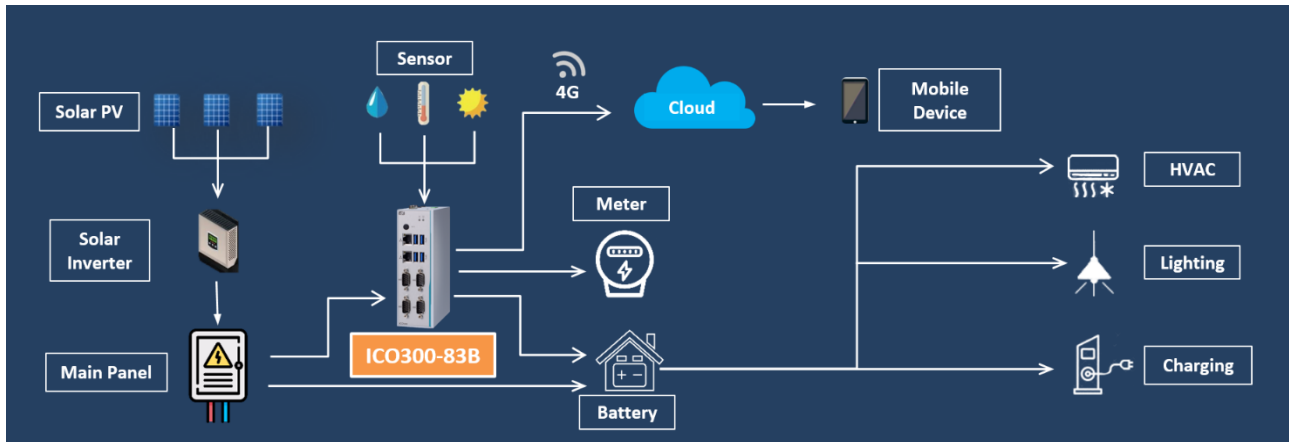 Sensor
4G
Solar PV
Cloud
Mobile
Device
HVAC
Meter
Solar
Inverter
Lighting
ICO300-83B
Main Panel
Charging
Battery